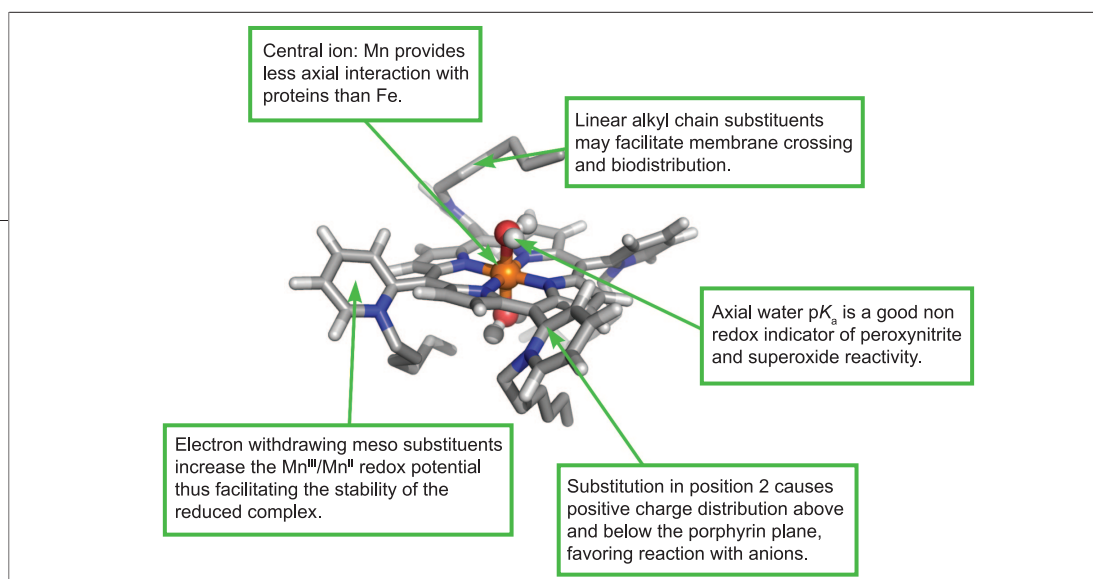 Central ion: Mn provides
less axial interaction with
proteins than Fe.
Linear alkyl chain substituents
may facilitate membrane crossing
and biodistribution.
Axial water pKa is a good non
redox indicator of peroxynitrite
and superoxide reactivity.
Electron withdrawing meso substituents
increase the Mnᴵᴵᴵ/Mnᴵᴵ redox potential
thus facilitating the stability of the
reduced complex.
Substitution in position 2 causes
positive charge distribution above
and below the porphyrin plane,
favoring reaction with anions.